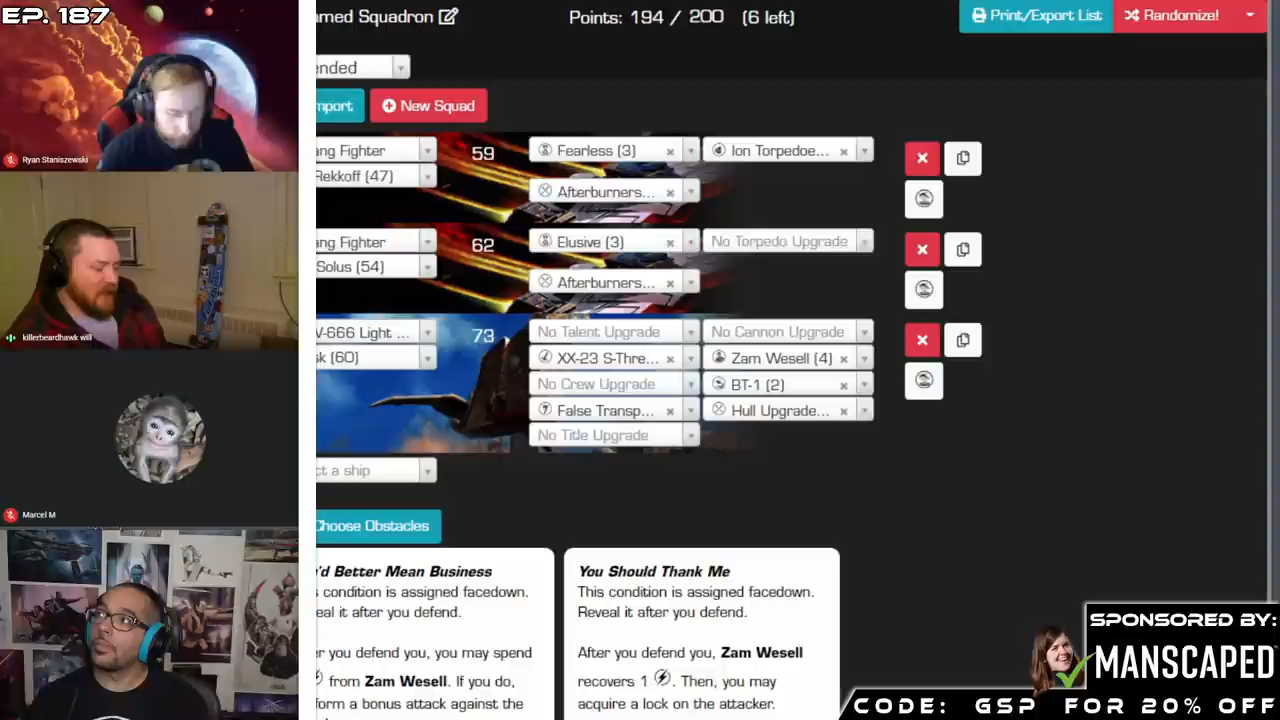 EP. 187
Ryan Staniszewski
killerbeardhawk will
Marcel M
amed Squadron
Points: 194 / 200 (6 left)
Print/Export List
Randomize!
ended
mport
New Squad
ang Fighter
59
Fearless (3)
Ion Torpedoe...
Rekkoff (47)
Afterburners...
ang Fighter
62
Elusive (3)
No Torpedo Upgrade
Solus (54)
Afterburners...
V-666 Light ...
73
No Talent Upgrade
No Cannon Upgrade
sk (60)
XX-23 S-Thre...
Zam Wesell (4)
No Crew Upgrade
BT-1 (2)
False Transp...
Hull Upgrade...
No Title Upgrade
ct a ship
Choose Obstacles
'd Better Mean Business
s condition is assigned facedown.
eal it after you defend.
er you defend, you may spend
from Zam Wesell. If you do,
form a bonus attack against the
You Should Thank Me
This condition is assigned facedown.
Reveal it after you defend.
After you defend you, Zam Wesell
recovers 1 . Then, you may
acquire a lock on the attacker.
SPONSORED BY:
MANSCAPED
CODE: GSP FOR 20% OFF